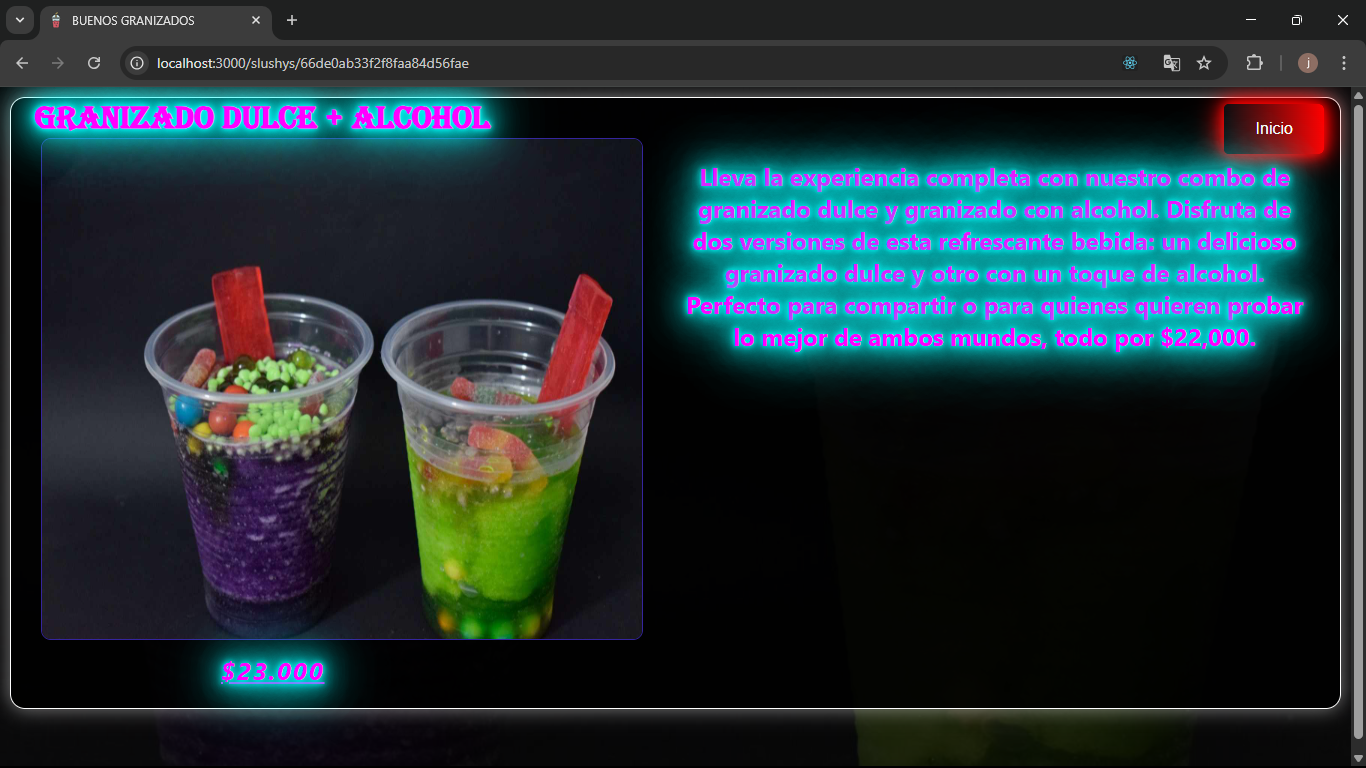 BUENOS GRANIZADOS
localhost:3000/slushys/66de0ab33f2f8faa84d56fae
j
GRANIZADO DULCE + ALCOHOL
Inicio
Lleva la experiencia completa con nuestro combo de
granizado dulce y granizado con alcohol. Disfruta de
dos versiones de esta refrescante bebida: un delicioso
granizado dulce y otro con un toque de alcohol.
Perfecto para compartir o para quienes quieren probar
lo mejor de ambos mundos, todo por $22,000.
$23.000